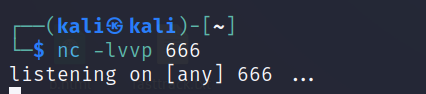 ┌──(kali㉿kali)-[~]
└─$ nc -lvvp 666
listening on [any] 666 ...